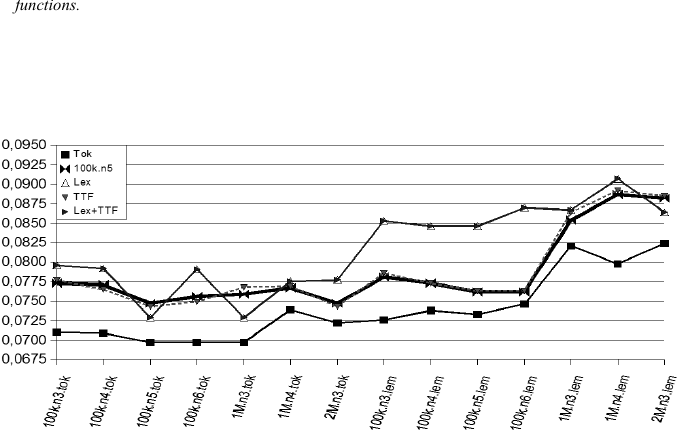 functions.
0,0950
0,0925
0,0900
0,0875
0,0850
0,0825
0,0800
0,0775
0,0750
0,0725
0,0700
0,0675
Tok
100k.n5
Lex
TTF
Lex+TTF
100k.n3.tok
100k.n4.tok
100k.n5.tok
100k.n6.tok
1M.n3.tok
1M.n4.tok
2M.n3.tok
100k.n3.lem
100k.n4.lem
100k.n5.lem
100k.n6.lem
1M.n3.lem
1M.n4.lem
2M.n3.lem